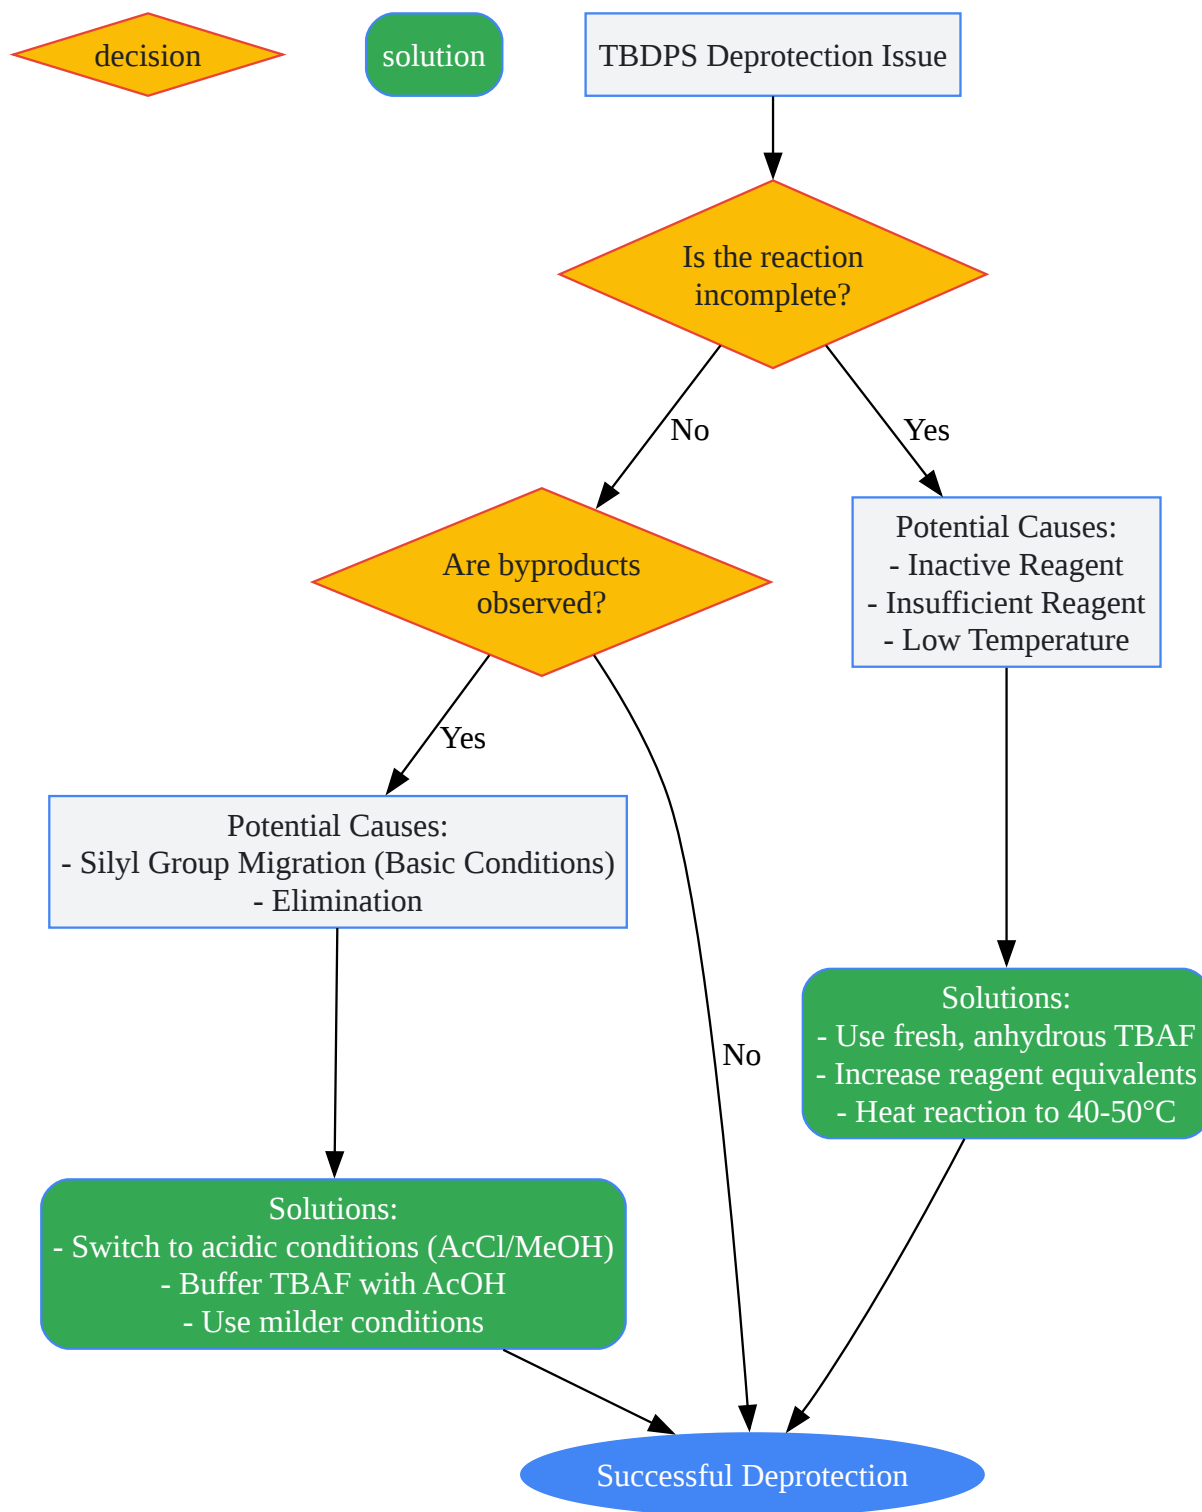 decision
solution
TBDPS Deprotection Issue
Is the reaction
incomplete?
No
Yes
Are byproducts
observed?
Potential Causes:
- Inactive Reagent
- Insufficient Reagent
- Low Temperature
Yes
Potential Causes:
- Silyl Group Migration (Basic Conditions)
- Elimination
No
Solutions:
- Use fresh, anhydrous TBAF
- Increase reagent equivalents
- Heat reaction to 40-50°C
Solutions:
- Switch to acidic conditions (AcCl/MeOH)
- Buffer TBAF with AcOH
- Use milder conditions
Successful Deprotection